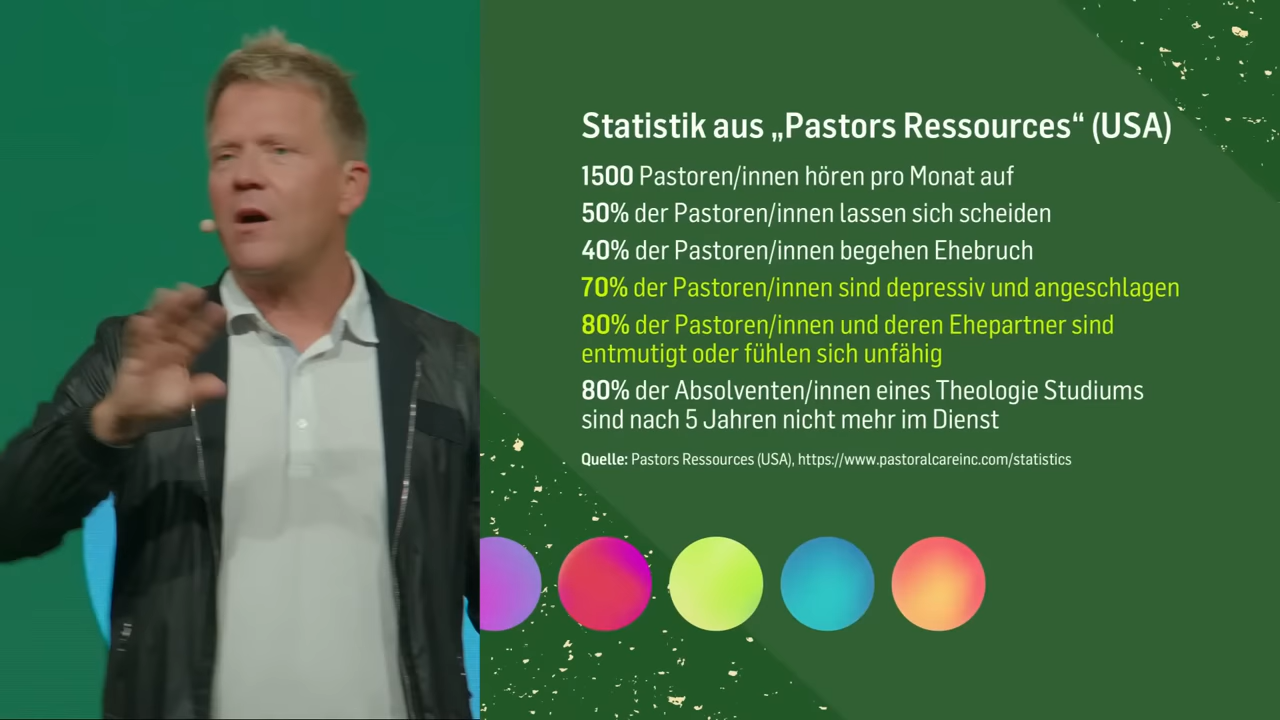 Statistik aus „Pastors Ressources“ (USA)
1500 Pastoren/innen hören pro Monat auf
50% der Pastoren/innen lassen sich scheiden
40% der Pastoren/innen begehen Ehebruch
70% der Pastoren/innen sind depressiv und angeschlagen
80% der Pastoren/innen und deren Ehepartner sind
entmutigt oder fühlen sich unfähig
80% der Absolventen/innen eines Theologie Studiums
sind nach 5 Jahren nicht mehr im Dienst
Quelle: Pastors Ressources (USA), https://www.pastoralcareinc.com/statistics